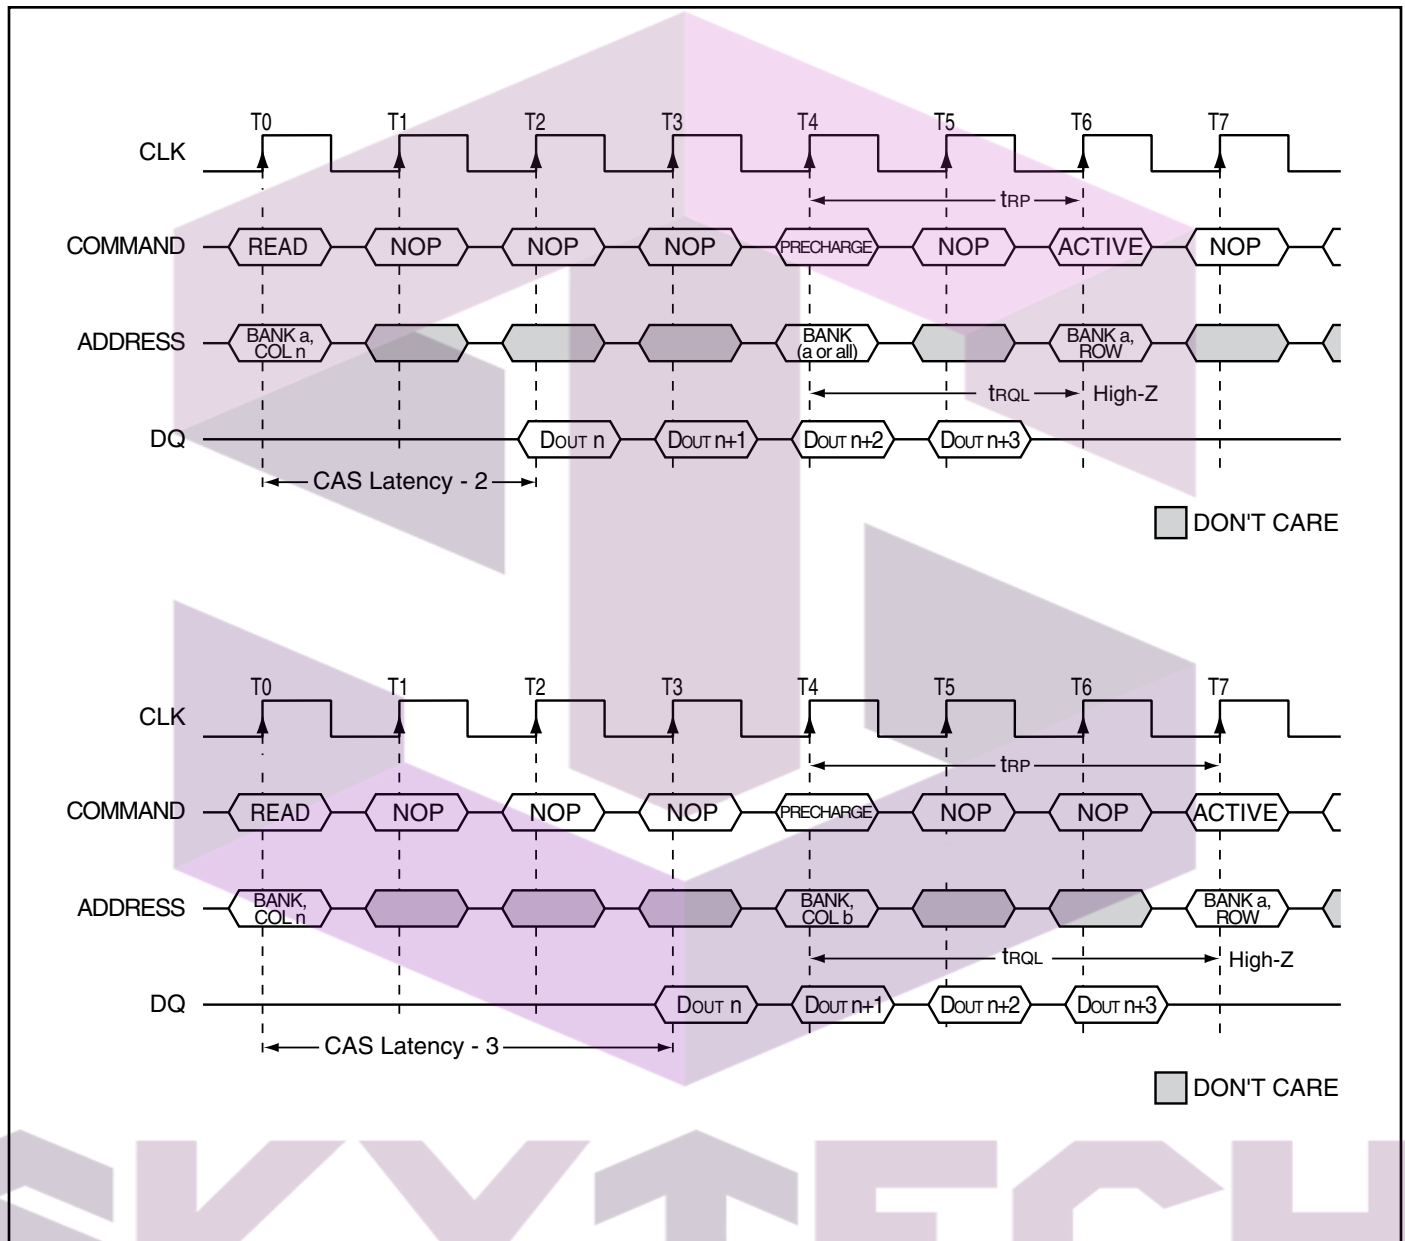 T0 T1 T2 T3 T4 T5 T6 T7
CLK
tRP
COMMAND READ NOP NOP NOP PRECHARGE NOP ACTIVE NOP
ADDRESS BANK a, COL n BANK (a or all) BANK a, ROW
tRQL High-Z
DQ DOUT n DOUT n+1 DOUT n+2 DOUT n+3
CAS Latency - 2
DON'T CARE
T0 T1 T2 T3 T4 T5 T6 T7
CLK
tRP
COMMAND READ NOP NOP NOP PRECHARGE NOP NOP ACTIVE
ADDRESS BANK, COL n BANK, COL b BANK a, ROW
tRQL High-Z
DQ DOUT n DOUT n+1 DOUT n+2 DOUT n+3
CAS Latency - 3
DON'T CARE
SKYTECH